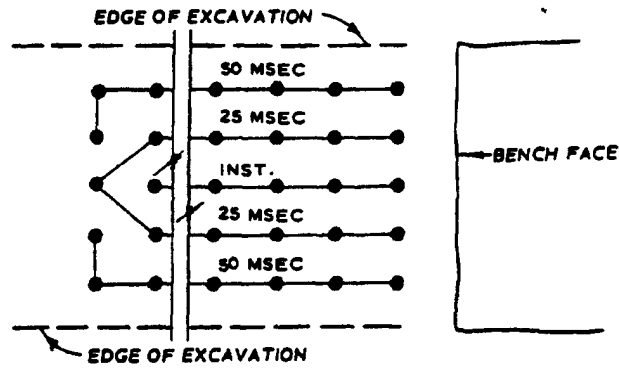 EDGE OF EXCAVATION
50 MSEC
25 MSEC
INST.
BENCH FACE
25 MSEC
50 MSEC
EDGE OF EXCAVATION